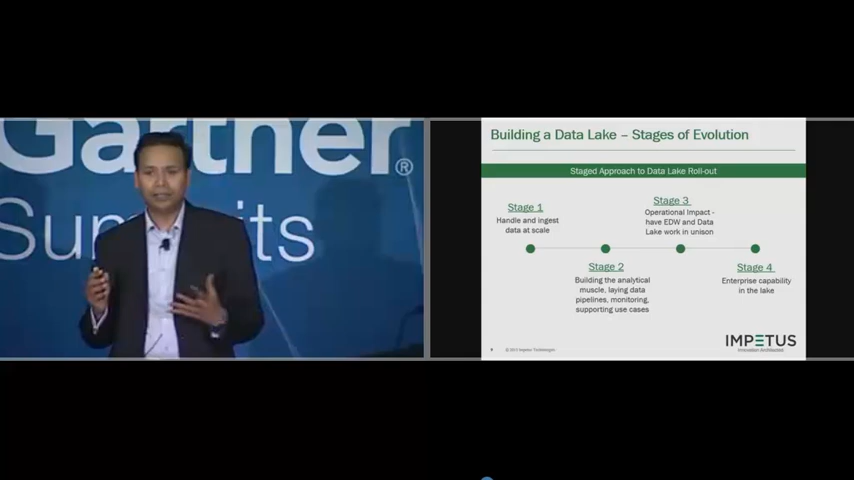 Gartner®
Summits
Building a Data Lake – Stages of Evolution
Staged Approach to Data Lake Roll-out
Stage 1
Handle and ingest
data at scale
Stage 2
Building the analytical
muscle, laying data
pipelines, monitoring,
supporting use cases
Stage 3
Operational Impact -
have EDW and Data
Lake work in unison
Stage 4
Enterprise capability
in the lake
IMPETUS